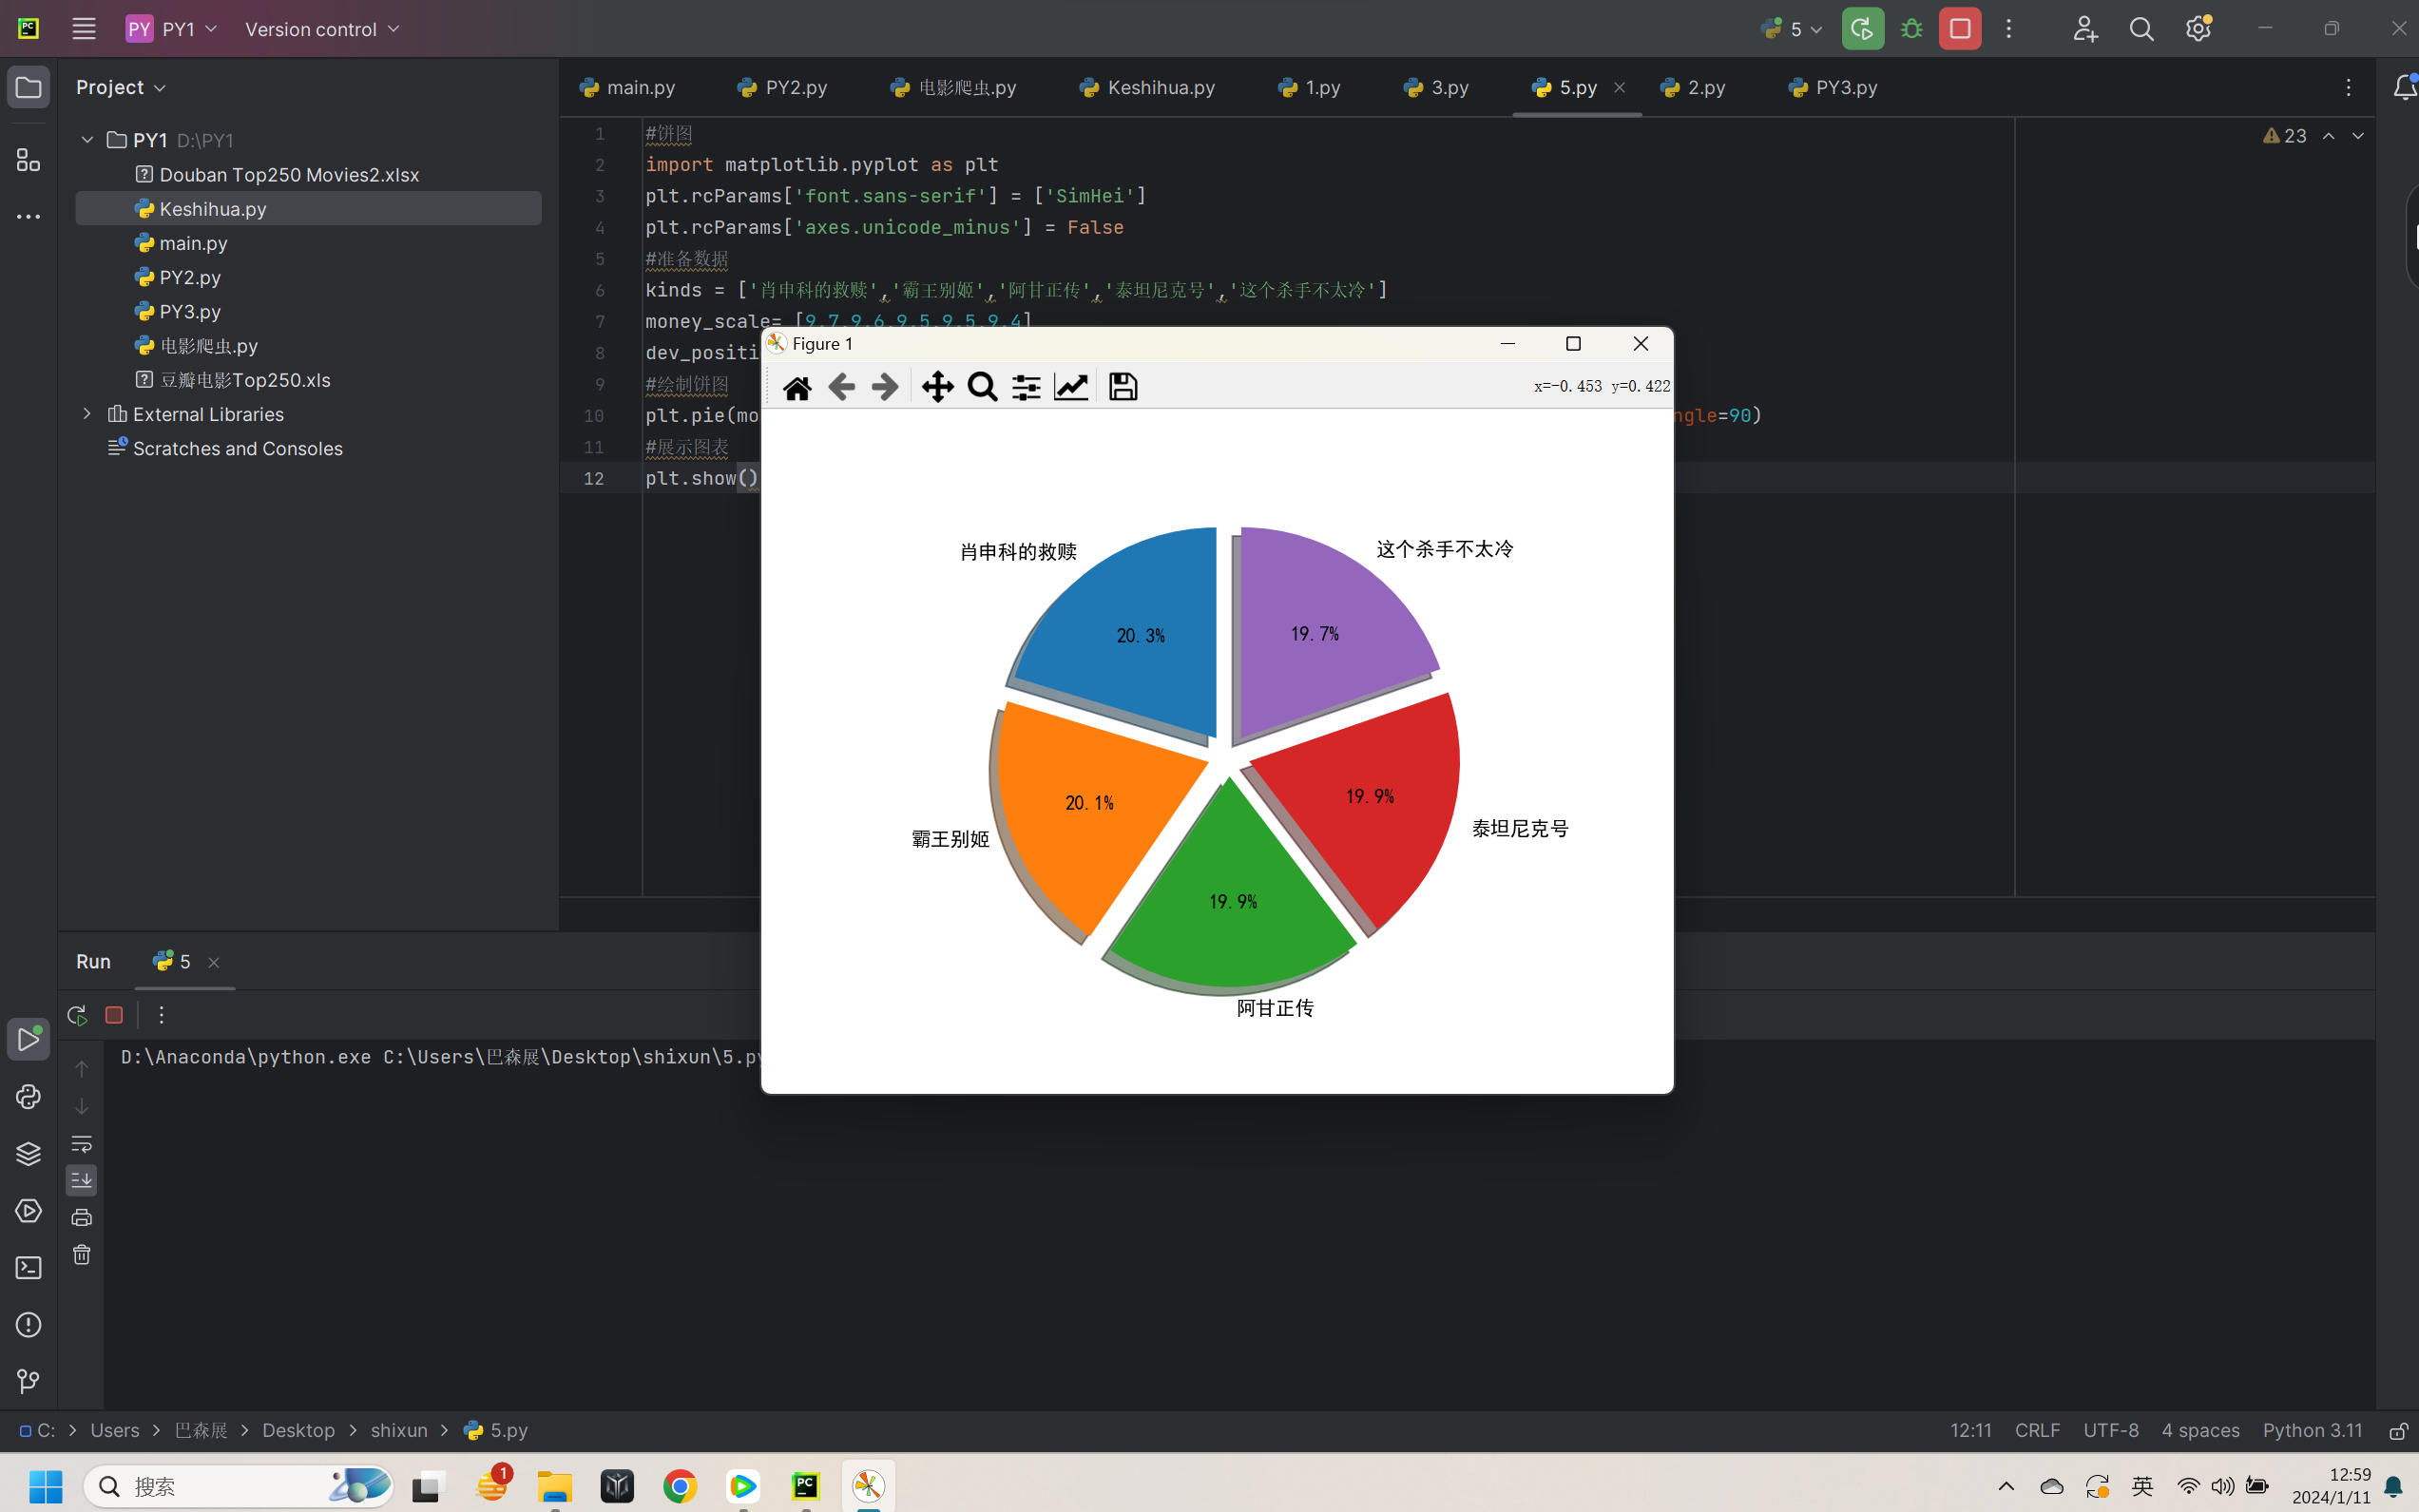 PC
PY PY1
Version control
5
Project
main.py
PY2.py
电影爬虫.py
Keshihua.py
1.py
3.py
5.py
2.py
PY3.py
PY1 D:\PY1
Douban Top250 Movies2.xlsx
Keshihua.py
main.py
PY2.py
PY3.py
电影爬虫.py
豆瓣电影Top250.xls
External Libraries
Scratches and Consoles
23
1 #饼图
2 import matplotlib.pyplot as plt
3 plt.rcParams['font.sans-serif'] = ['SimHei']
4 plt.rcParams['axes.unicode_minus'] = False
5 #准备数据
6 kinds = ['肖申科的救赎','霸王别姬','阿甘正传','泰坦尼克号','这个杀手不太冷']
7 money_scale= [9.7,9.6,9.5,9.5,9.4]
8 dev_positi
9 #绘制饼图
10 plt.pie(mo ngle=90)
11 #展示图表
12 plt.show()
Figure 1
x=-0.453 y=0.422
肖申科的救赎
这个杀手不太冷
20.3%
19.7%
20.1%
19.9%
霸王别姬
泰坦尼克号
19.9%
阿甘正传
Run
5
D:\Anaconda\python.exe C:\Users\巴森展\Desktop\shixun\5.py
C: > Users > 巴森展 > Desktop > shixun > 5.py
12:11 CRLF UTF-8 4 spaces Python 3.11
搜索
1
PC
英
12:59
2024/1/11